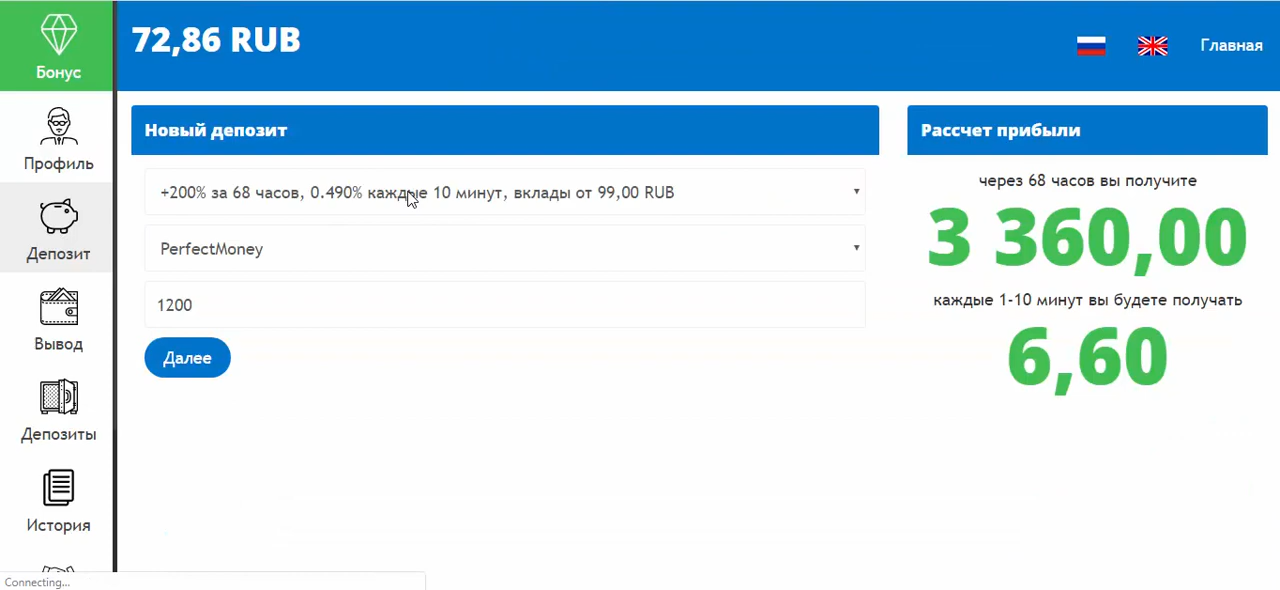 72,86 RUB
Главная
Бонус
Профиль
Депозит
Вывод
Депозиты
История
Новый депозит
+200% за 68 часов, 0.490% каждые 10 минут, вклады от 99,00 RUB
PerfectMoney
1200
Далее
Рассчет прибыли
через 68 часов вы получите
3 360,00
каждые 1-10 минут вы будете получать
6,60
Connecting...